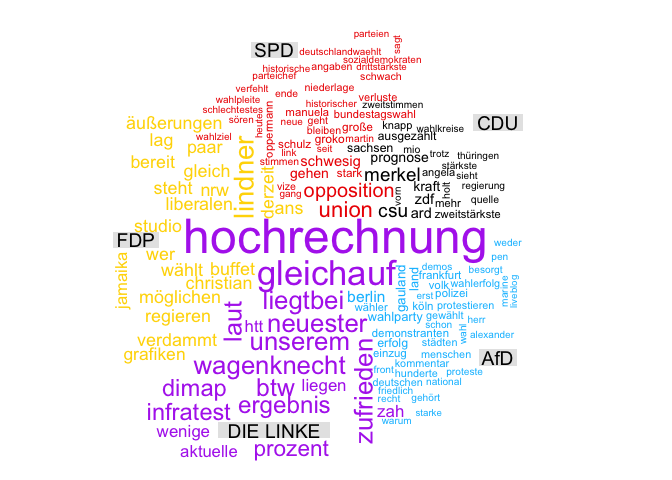 parteien
SPD deutschlandwaehlt sagt
sozialdemokraten
historische angaben drittstärkste
parteichef schwach
verfehlt ende niederlage
wahlpleite verluste
historischer zweitstimmen
schlechtestes manuela bundestagswahl
äußerungen sören heute oppermann neue geht CDU
bleiben große knapp wahlkreise
wahlziel groko martin ausgezählt
lag paar lindner derzeit schulz seit sachsen mio
link prognose trotz thüringen
bereit stimmen schwesig stärkste
gleich gehen stark merkel angela sieht
steht nrw vize opposition vorn kraft holt regierung
gang zdf mehr quelle
liberalen ans union csu ard zweitstärkste
studio
FDP hochrechnung weder
wer pen
jamaika wählt buffet gleichauf gauland land demos besorgt
christian frankfurt
volk wahlerfolg marine liveblog
möglichen liegtbei berlin erst polizei
wähler köln protestieren
regieren laut htt neuester wahlparty gewählt herr
schon wahl
verdammt unserem demonstranten alexander
erfolg städten
grafiken einzug menschen AfD
wagenknecht zufrieden kommentar
front hunderte proteste
dimap btw liegen deutschen national
friedlich
infratest ergebnis recht gehört
zah starke
wenige DIE LINKE warum
aktuelle prozent